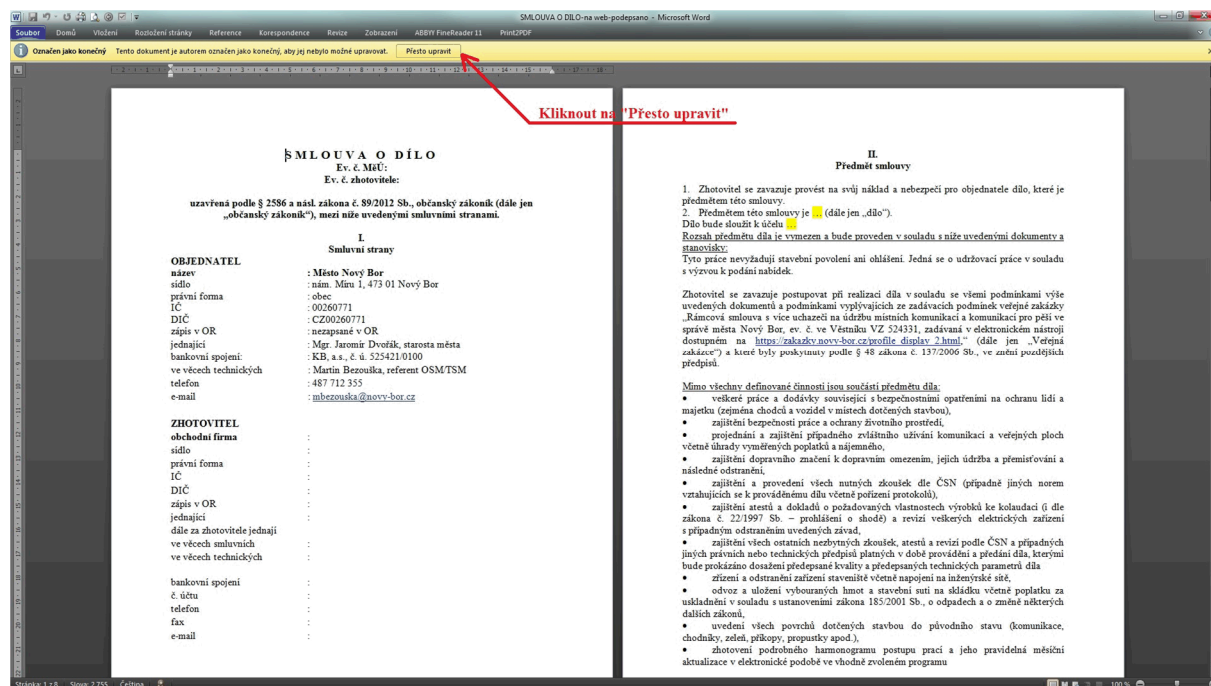 SMLOUVA O DILO-na web-podepsano - Microsoft Word
Soubor Domů Vložení Rozložení stránky Reference Korespondence Revize Zobrazení ABBYY FineReader 11 Print2PDF
Označen jako konečný Tento dokument je autorem označen jako konečný, aby jej nebylo možné upravovat. Přesto upravit
Kliknout na "Přesto upravit"
SMLOUVA O DÍLO
Ev. č. MěÚ:
Ev. č. zhotovitele:
uzavřená podle § 2586 a násl. zákona č. 89/2012 Sb., občanský zákoník (dále jen
„občanský zákoník“), mezi níže uvedenými smluvními stranami.
I.
Smluvní strany
OBJEDNATEL
název : Město Nový Bor
sídlo : nám. Míru 1, 473 01 Nový Bor
právní forma : obec
IČ : 00260771
DIČ : CZ00260771
zápis v OR : nezapsané v OR
jednající : Mgr. Jaromír Dvořák, starosta města
bankovní spojení: : KB, a.s., č. ú. 525421/0100
ve věcech technických : Martin Bezouška, referent OSM/TSM
telefon : 487 712 355
e-mail : mbezouska@novy-bor.cz
ZHOTOVITEL
obchodní firma :
sídlo :
právní forma :
IČ :
DIČ :
zápis v OR :
jednající :
dále za zhotovitele jednají
ve věcech smluvních :
ve věcech technických :
bankovní spojení :
č. účtu :
telefon :
fax :
e-mail :
II.
Předmět smlouvy
1. Zhotovitel se zavazuje provést na svůj náklad a nebezpečí pro objednatele dílo, které je
předmětem této smlouvy.
2. Předmětem této smlouvy je … (dále jen „dílo“).
Dílo bude sloužit k účelu …
Rozsah předmětu díla je vymezen a bude proveden v souladu s níže uvedenými dokumenty a
stanovisky:
Tyto práce nevyžadují stavební povolení ani ohlášení. Jedná se o udržovací práce v souladu
s výzvou k podání nabídek.
Zhotovitel se zavazuje postupovat při realizaci díla v souladu se všemi podmínkami výše
uvedených dokumentů a podmínkami vyplývajících ze zadávacích podmínek veřejné zakázky
„Rámcová smlouva s více uchazeči na údržbu místních komunikací a komunikací pro pěší ve
správě města Nový Bor, ev. č. ve Věstníku VZ 524331, zadávaná v elektronickém nástroji
dostupném na https://zakazky.novy-bor.cz/profile_display_2.html,“ (dále jen „Veřejná
zakázce“) a které byly poskytnuty podle § 48 zákona č. 137/2006 Sb., ve znění pozdějších
předpisů.
Mimo všechny definované činnosti jsou součástí předmětu díla:
• veškeré práce a dodávky související s bezpečnostními opatřeními na ochranu lidí a
majetku (zejména chodců a vozidel v místech dotčených stavbou),
• zajištění bezpečnosti práce a ochrany životního prostředí,
• projednání a zajištění případného zvláštního užívání komunikací a veřejných ploch
včetně úhrady vyměřených poplatků a nájemného,
• zajištění dopravního značení k dopravním omezením, jejich údržba a přemisťování a
následné odstranění,
• zajištění a provedení všech nutných zkoušek dle ČSN (případně jiných norem
vztahujících se k prováděnému dílu včetně pořízení protokolů),
• zajištění atestů a dokladů o požadovaných vlastnostech výrobků ke kolaudaci (i dle
zákona č. 22/1997 Sb. – prohlášení o shodě) a revizí veškerých elektrických zařízení
s případným odstraněním uvedených závad,
• zajištění všech ostatních nezbytných zkoušek, atestů a revizí podle ČSN a případných
jiných právních nebo technických předpisů platných v době provádění a předání díla, kterými
bude prokázáno dosažení předepsané kvality a předepsaných technických parametrů díla
• zřízení a odstranění zařízení staveniště včetně napojení na inženýrské sítě,
• odvoz a uložení vybouraných hmot a stavební suti na skládku včetně poplatku za
uskladnění v souladu s ustanoveními zákona 185/2001 Sb., o odpadech a o změně některých
dalších zákonů,
• uvedení všech povrchů dotčených stavbou do původního stavu (komunikace,
chodníky, zeleň, příkopy, propustky apod.),
• zhotovení podrobného harmonogramu postupu prací a jeho pravidelná měsíční
aktualizace v elektronické podobě ve vhodně zvoleném programu
Stránka: 1 z 8 Slova: 2 755 Čeština 100 %